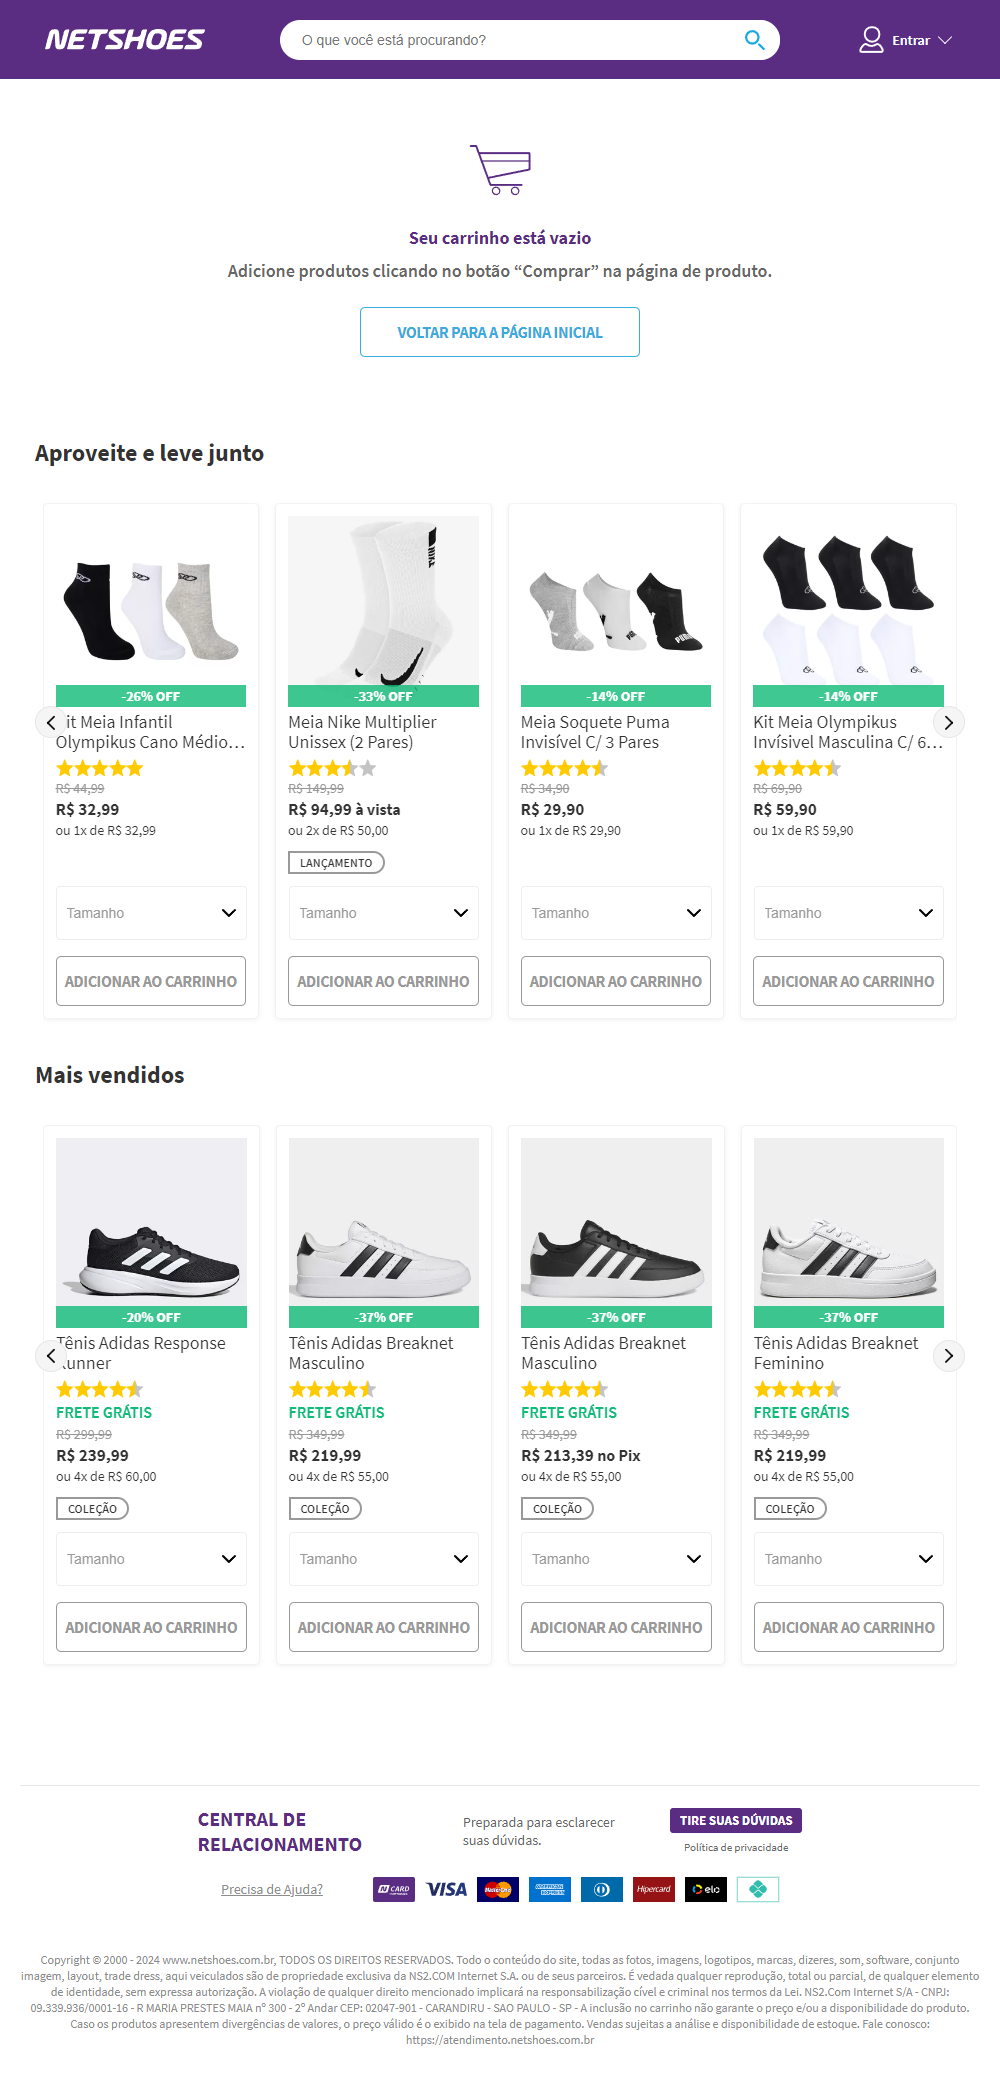 NETSHOES
O que você está procurando?
Entrar
Seu carrinho está vazio
Adicione produtos clicando no botão “Comprar” na página de produto.
VOLTAR PARA A PÁGINA INICIAL
Aproveite e leve junto
NIKE
PUMA
-26% OFF
Kit Meia Infantil
Olympikus Cano Médio…
R$ 44,99
R$ 32,99
ou 1x de R$ 32,99
Tamanho
ADICIONAR AO CARRINHO
-33% OFF
Meia Nike Multiplier
Unissex (2 Pares)
R$ 149,99
R$ 94,99 à vista
ou 2x de R$ 50,00
LANÇAMENTO
Tamanho
ADICIONAR AO CARRINHO
-14% OFF
Meia Soquete Puma
Invisível C/ 3 Pares
R$ 34,90
R$ 29,90
ou 1x de R$ 29,90
Tamanho
ADICIONAR AO CARRINHO
-14% OFF
Kit Meia Olympikus
Invísivel Masculina C/ 6…
R$ 69,90
R$ 59,90
ou 1x de R$ 59,90
Tamanho
ADICIONAR AO CARRINHO
Mais vendidos
-20% OFF
Tênis Adidas Response
Runner
FRETE GRÁTIS
R$ 299,99
R$ 239,99
ou 4x de R$ 60,00
COLEÇÃO
Tamanho
ADICIONAR AO CARRINHO
-37% OFF
Tênis Adidas Breaknet
Masculino
FRETE GRÁTIS
R$ 349,99
R$ 219,99
ou 4x de R$ 55,00
COLEÇÃO
Tamanho
ADICIONAR AO CARRINHO
-37% OFF
Tênis Adidas Breaknet
Masculino
FRETE GRÁTIS
R$ 349,99
R$ 213,39 no Pix
ou 4x de R$ 55,00
COLEÇÃO
Tamanho
ADICIONAR AO CARRINHO
-37% OFF
Tênis Adidas Breaknet
Feminino
FRETE GRÁTIS
R$ 349,99
R$ 219,99
ou 4x de R$ 55,00
COLEÇÃO
Tamanho
ADICIONAR AO CARRINHO
CENTRAL DE
RELACIONAMENTO
Preparada para esclarecer
suas dúvidas.
TIRE SUAS DÚVIDAS
Política de privacidade
Precisa de Ajuda?
N CARD
VISA
MasterCard
AMERICAN EXPRESS
Hipercard
elo
Copyright © 2000 - 2024 www.netshoes.com.br, TODOS OS DIREITOS RESERVADOS. Todo o conteúdo do site, todas as fotos, imagens, logotipos, marcas, dizeres, som, software, conjunto
imagem, layout, trade dress, aqui veiculados são de propriedade exclusiva da NS2.COM Internet S.A. ou de seus parceiros. É vedada qualquer reprodução, total ou parcial, de qualquer elemento
de identidade, sem expressa autorização. A violação de qualquer direito mencionado implicará na responsabilização cível e criminal nos termos da Lei. NS2.Com Internet S/A - CNPJ:
09.339.936/0001-16 - R MARIA PRESTES MAIA nº 300 - 2º Andar CEP: 02047-901 - CARANDIRU - SAO PAULO - SP - A inclusão no carrinho não garante o preço e/ou a disponibilidade do produto.
Caso os produtos apresentem divergências de valores, o preço válido é o exibido na tela de pagamento. Vendas sujeitas a análise e disponibilidade de estoque. Fale conosco:
https://atendimento.netshoes.com.br